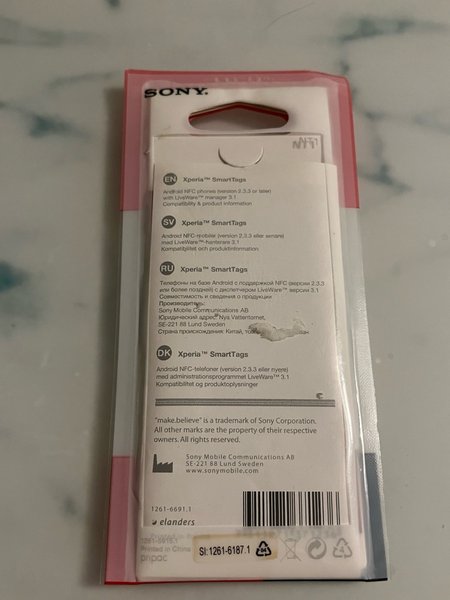 SONY.
EN Xperia™ SmartTags
Android NFC phones (version 2.3.3 or later)
with LiveWare™ manager 3.1
Compatibility & product information
SV Xperia™ SmartTags
Android NFC-mobiler (version 2.3.3 eller senare)
med LiveWare™-hanterare 3.1
Kompatibilitet och produktinformation
RU Xperia™ SmartTags
Телефоны на базе Android с поддержкой NFC (версии 2.3.3
или более поздней) с диспетчером LiveWare™ версии 3.1
Совместимость и сведения о продукции
Производитель:
Sony Mobile Communications AB
Юридический адрес: Nya Vattentornet,
SE-221 88 Lund Sweden
Страна происхождения: Китай,
DK Xperia™ SmartTags
Android NFC-telefoner (version 2.3.3 eller nyere)
med administrationsprogrammet LiveWare™ 3.1
Kompatibilitet og produktoplysninger
"make.believe" is a trademark of Sony Corporation.
All other marks are the property of their respective
owners. All rights reserved.
Sony Mobile Communications AB
SE-221 88 Lund Sweden
www.sonymobile.com
1261-6691.1
elanders
1261-6615.1
Printed in China
SI:1261-6187.1